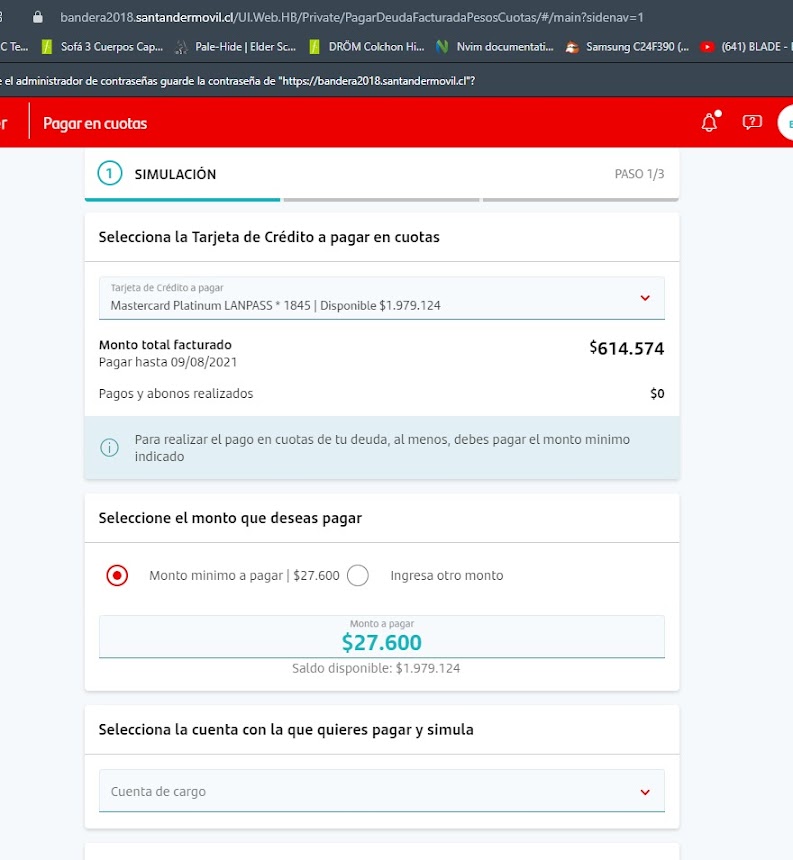 bandera2018.santandermovil.cl/UI.Web.HB/Private/PagarDeudaFacturadaPesosCuotas/#/main?sidenav=1
C Te... Sofá 3 Cuerpos Cap... Pale-Hide | Elder Sc... DRÖM Colchon Hi... Nvim documentati... Samsung C24F390 (... (641) BLADE -
e el administrador de contraseñas guarde la contraseña de "https://bandera2018.santandermovil.cl"?
r Pagar en cuotas
1 SIMULACIÓN PASO 1/3
Selecciona la Tarjeta de Crédito a pagar en cuotas
Tarjeta de Crédito a pagar
Mastercard Platinum LANPASS * 1845 | Disponible $1.979.124
Monto total facturado $614.574
Pagar hasta 09/08/2021
Pagos y abonos realizados $0
Para realizar el pago en cuotas de tu deuda, al menos, debes pagar el monto minimo
indicado
Seleccione el monto que deseas pagar
Monto minimo a pagar | $27.600 Ingresa otro monto
Monto a pagar
$27.600
Saldo disponible: $1.979.124
Selecciona la cuenta con la que quieres pagar y simula
Cuenta de cargo